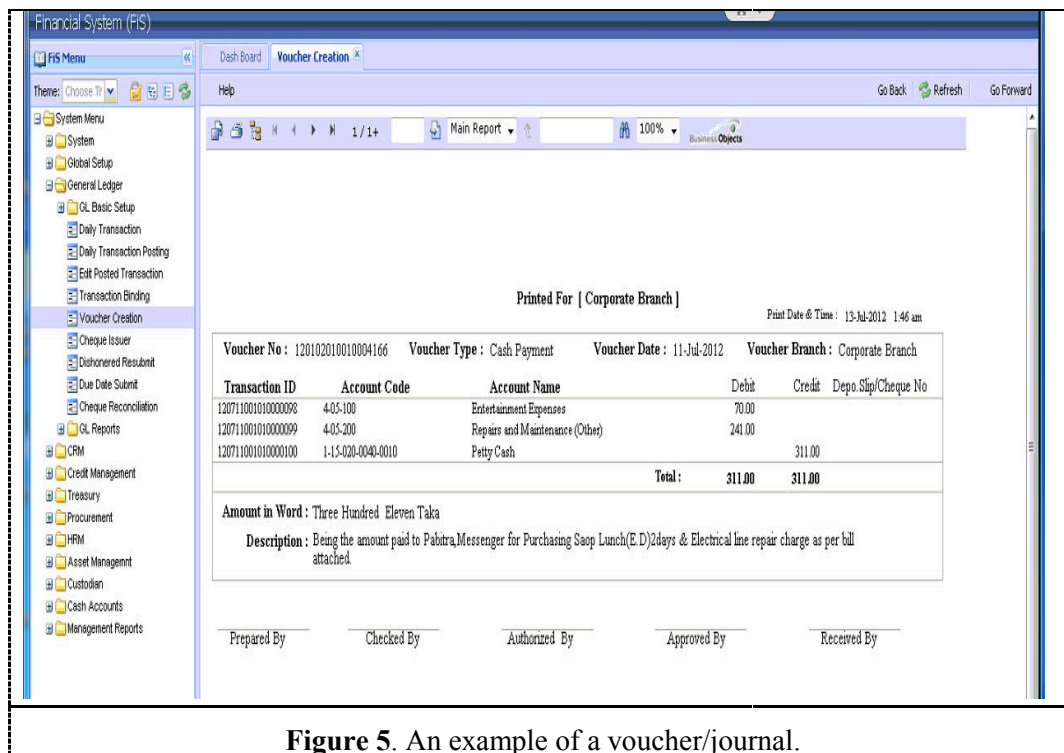 Financial System (FIS)
FiS Menu
Dash Board Voucher Creation
Theme: Choose Tl
Help Go Back Refresh Go Forward
System Menu
System
Global Setup
General Ledger
GL Basic Setup
Daily Transaction
Daily Transaction Posting
Edit Posted Transaction
Transaction Binding
Voucher Creation
Cheque Issuer
Dishonered Resubmit
Due Date Submit
Cheque Reconciliation
GL Reports
CRM
Credit Management
Treasury
Procurement
HRM
Asset Managemnt
Custodian
Cash Accounts
Management Reports
1 / 1+ Main Report 100% Business Objects
Printed For [ Corporate Branch ]
Print Date & Time : 13-Jul-2012 1:46 am
Voucher No : 120102010010004166 Voucher Type : Cash Payment Voucher Date : 11-Jul-2012 Voucher Branch : Corporate Branch
Transaction ID Account Code Account Name Debit Credit Depo.Slip/Cheque No
120711001010000098 4-05-100 Entertainment Expenses 70.00
120711001010000099 4-05-200 Repairs and Maintenance (Other) 241.00
120711001010000100 1-15-020-0040-0010 Petty Cash 311.00
Total : 311.00 311.00
Amount in Word : Three Hundred Eleven Taka
Description : Being the amount paid to Pabitra,Messenger for Purchasing Saop Lunch(E.D)2days & Electrical line repair charge as per bill
attached.
Prepared By Checked By Authorized By Approved By Received By
Figure 5. An example of a voucher/journal.